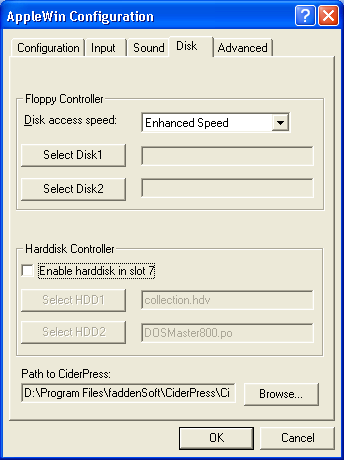 AppleWin Configuration
Configuration Input Sound Disk Advanced
Floppy Controller
Disk access speed: Enhanced Speed
Select Disk1
Select Disk2
Harddisk Controller
Enable harddisk in slot 7
Select HDD1 collection.hdv
Select HDD2 DOSMaster800.po
Path to CiderPress:
D:\Program Files\faddenSoft\CiderPress\Ci Browse...
OK Cancel